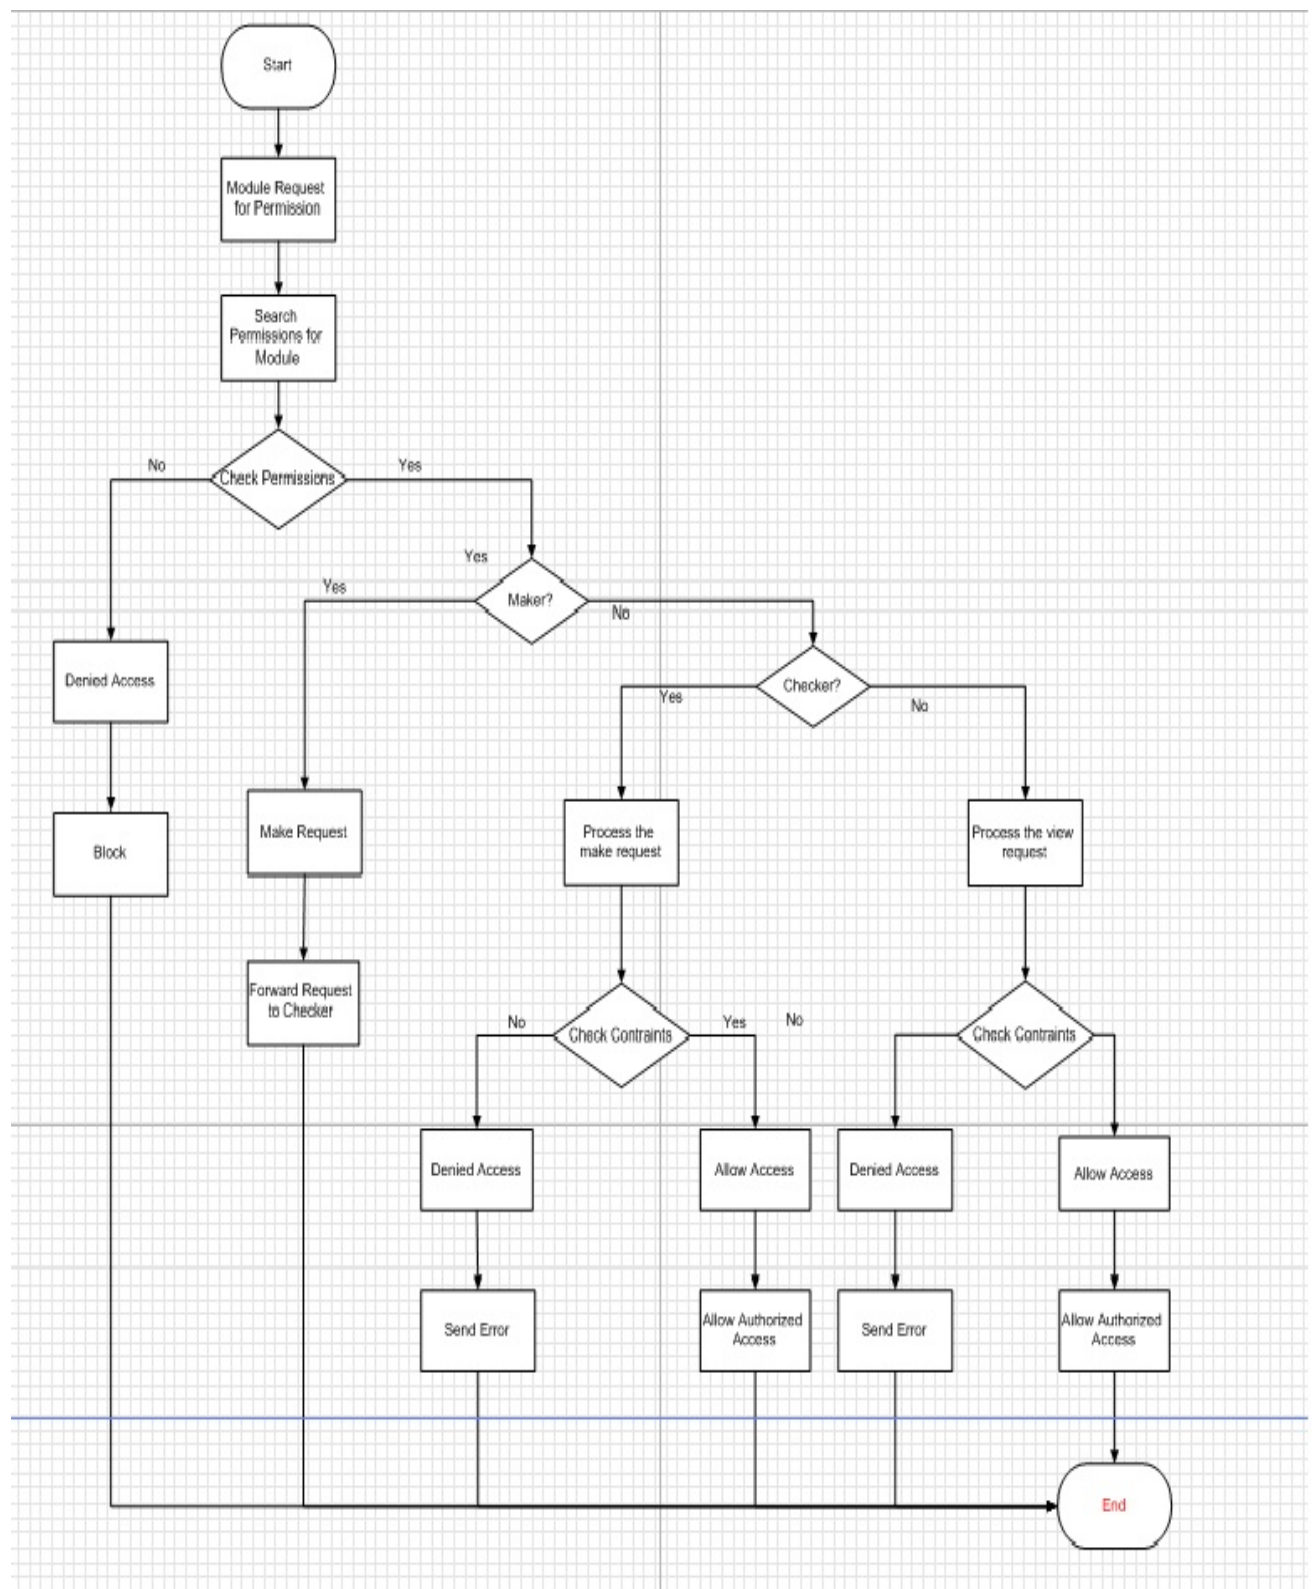 Start
Module Request
for Permission
Search
Permissions for
Module
No
Check Permissions
Yes
Yes
Yes
Maker?
No
Checker?
Yes
No
Denied Access
Block
Make Request
Process the
make request
Process the view
request
Forward Request
to Checker
No
Check Contraints
Yes
No
Check Contraints
Denied Access
Allow Access
Denied Access
Allow Access
Send Error
Allow Authorized
Access
Send Error
Allow Authorized
Access
End